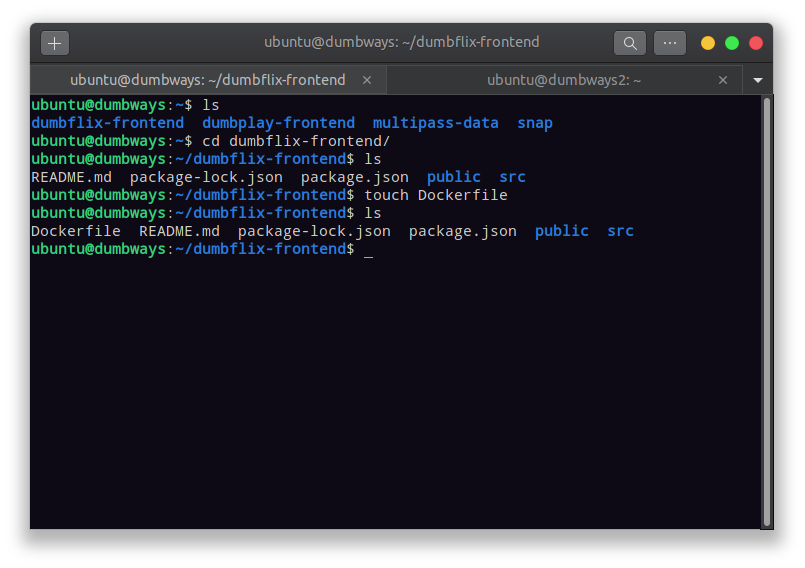 ubuntu@dumbways: ~/dumbflix-frontend
ubuntu@dumbways: ~/dumbflix-frontend ubuntu@dumbways2: ~
ubuntu@dumbways:~$ ls
dumbflix-frontend  dumbplay-frontend  multipass-data  snap
ubuntu@dumbways:~$ cd dumbflix-frontend/
ubuntu@dumbways:~/dumbflix-frontend$ ls
README.md  package-lock.json  package.json  public  src
ubuntu@dumbways:~/dumbflix-frontend$ touch Dockerfile
ubuntu@dumbways:~/dumbflix-frontend$ ls
Dockerfile  README.md  package-lock.json  package.json  public  src
ubuntu@dumbways:~/dumbflix-frontend$ _